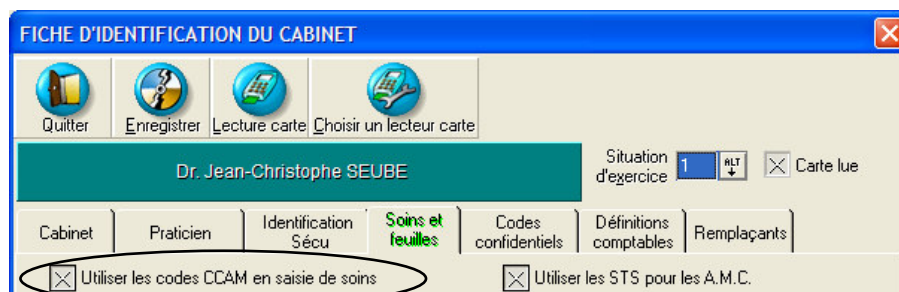 FICHE D'IDENTIFICATION DU CABINET
Quitter Enregistrer Lecture carte Choisir un lecteur carte
Dr. Jean-Christophe SEUBE
Situation d'exercice 1 ALT Carte lue
Cabinet Praticien Identification Sécu Soins et feuilles Codes confidentiels Définitions comptables Remplaçants
Utiliser les codes CCAM en saisie de soins Utiliser les STS pour les A.M.C.